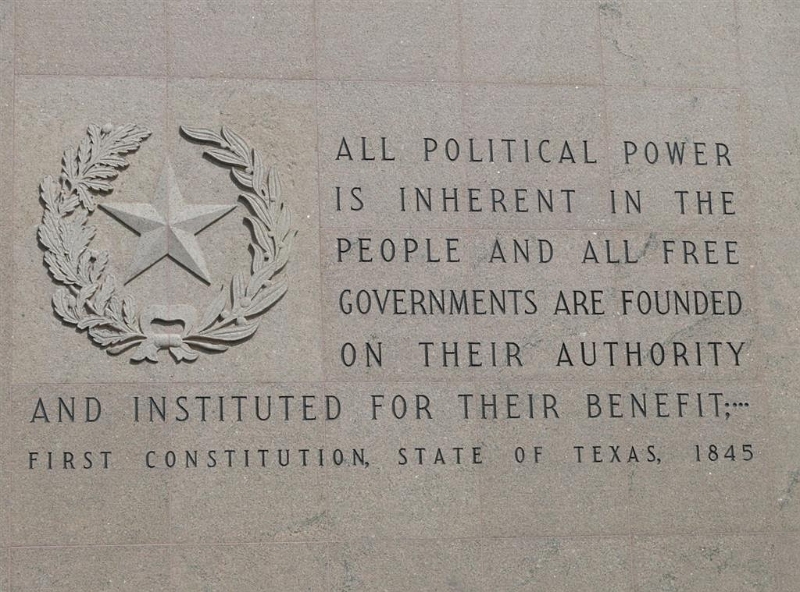 ALL POLITICAL POWER
IS INHERENT IN THE
PEOPLE AND ALL FREE
GOVERNMENTS ARE FOUNDED
ON THEIR AUTHORITY
AND INSTITUTED FOR THEIR BENEFIT;...
FIRST CONSTITUTION, STATE OF TEXAS, 1845